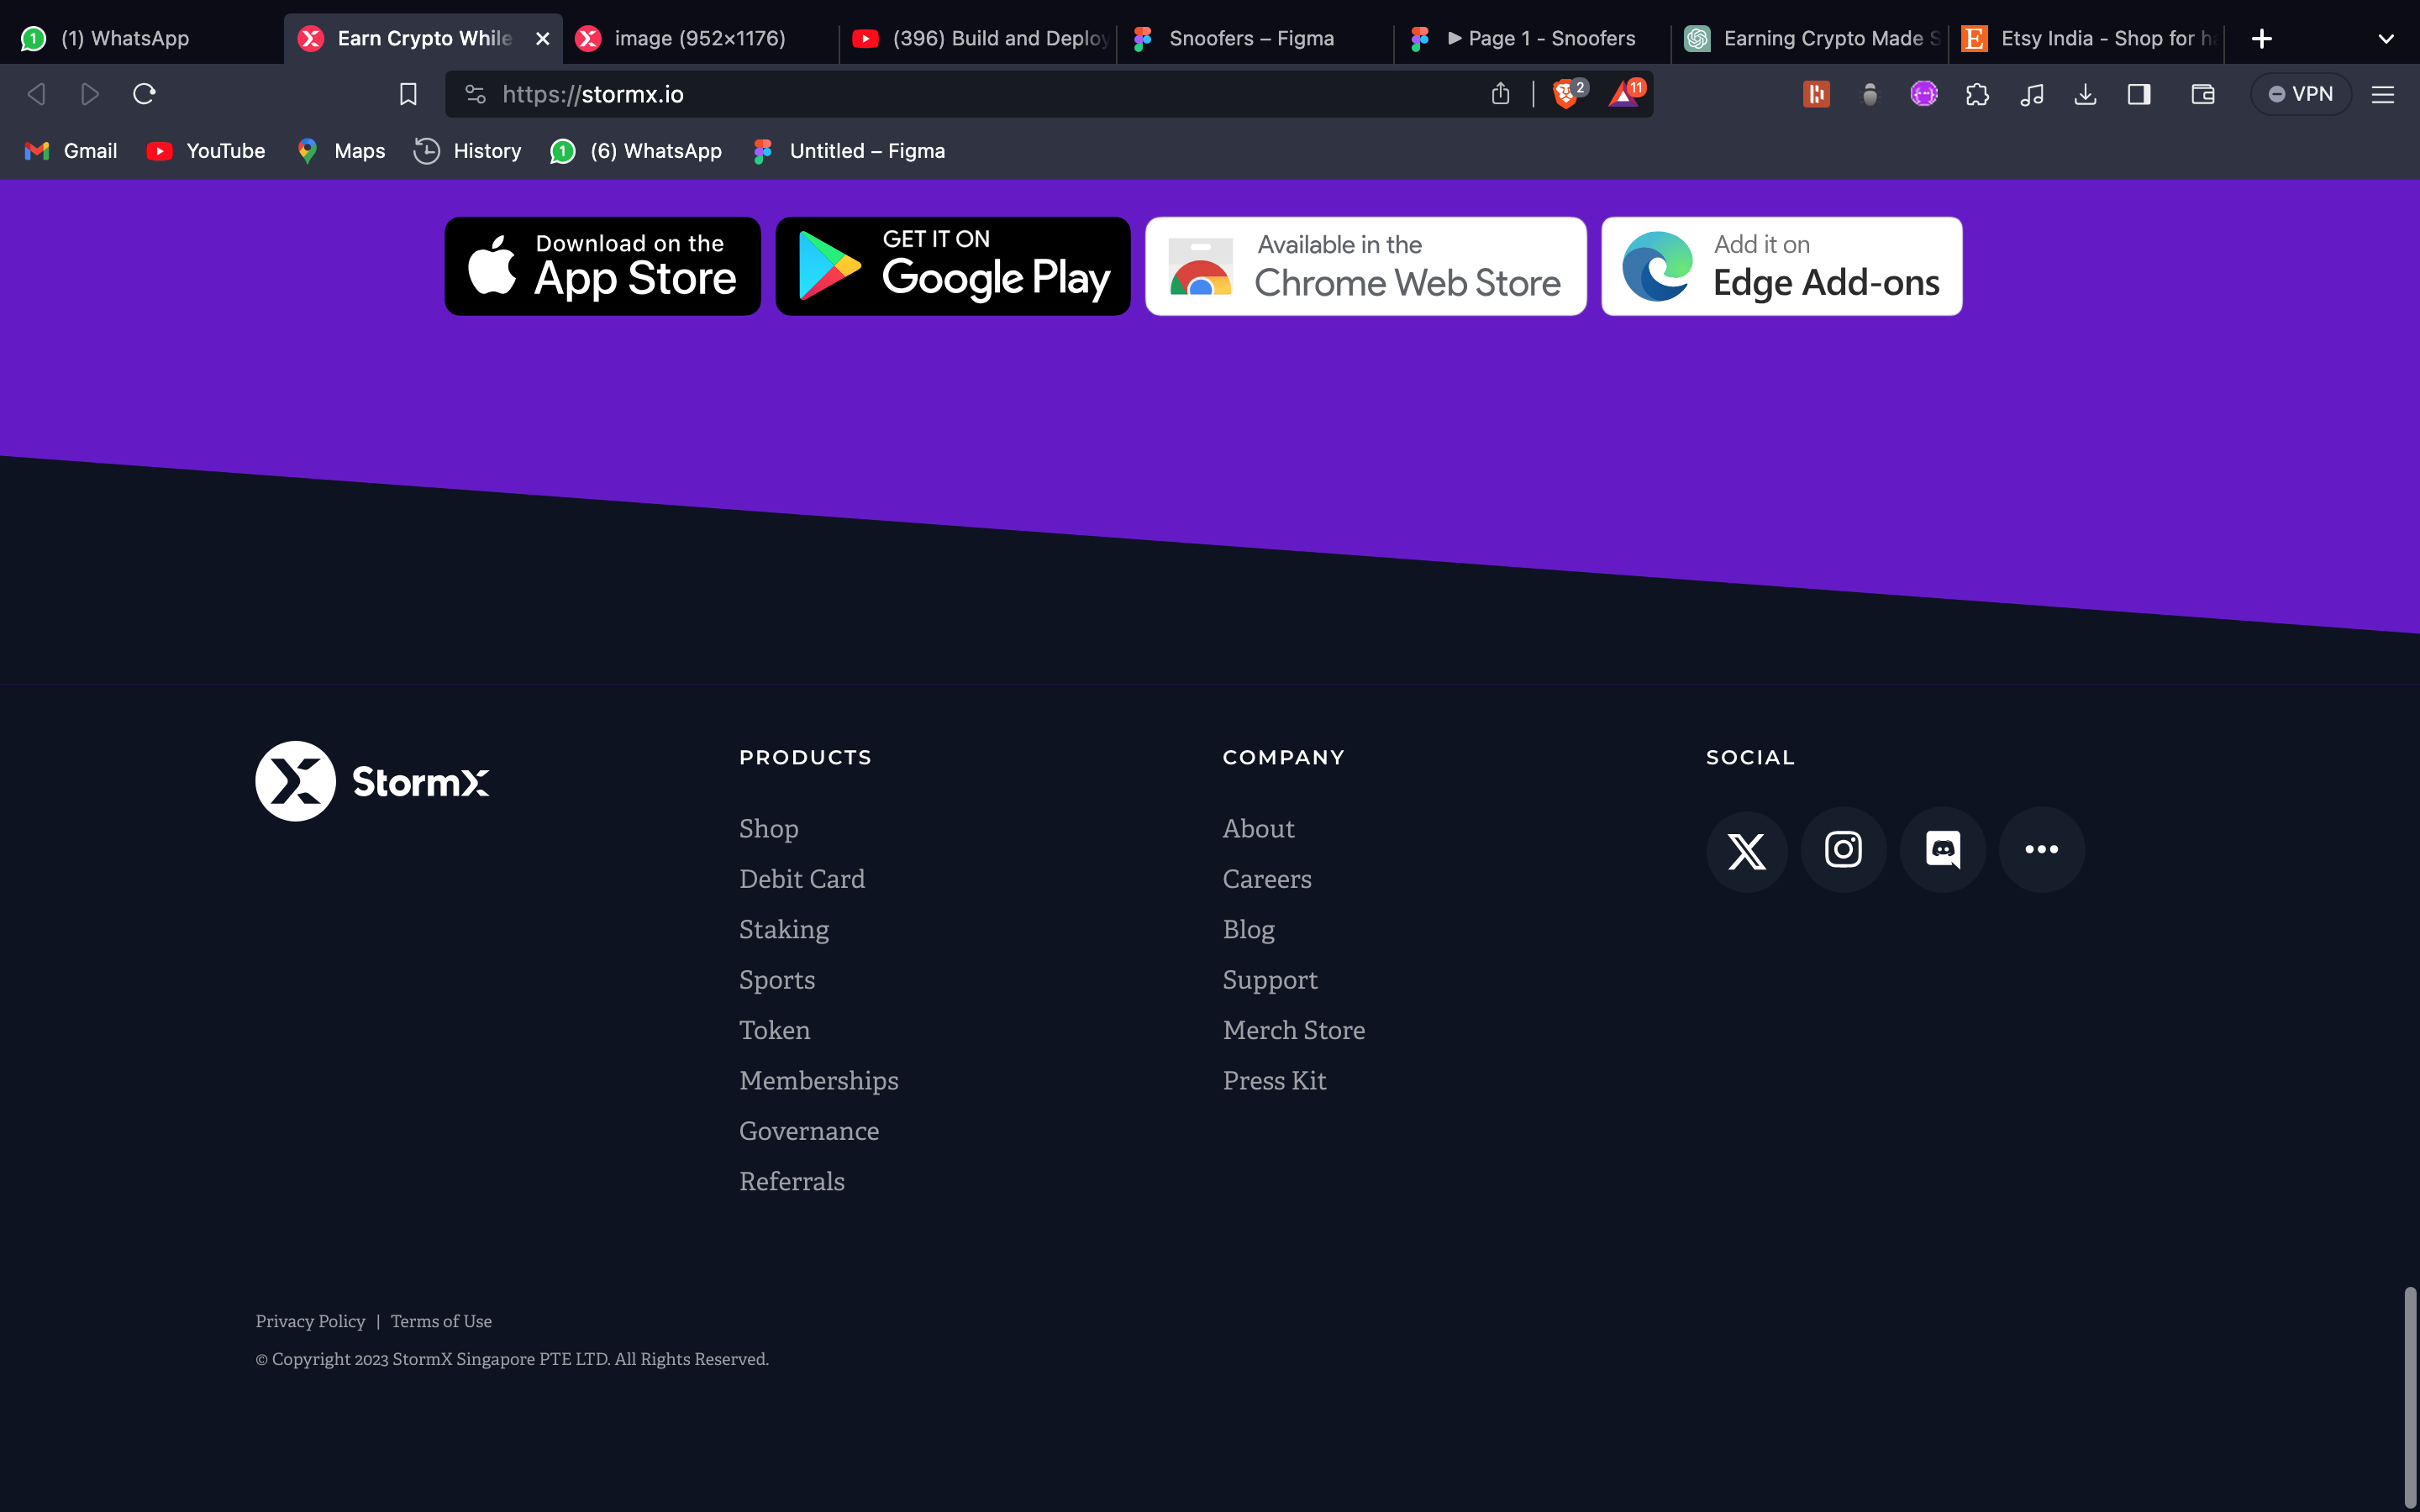 (1) WhatsApp
Earn Crypto While
image (952×1176)
(396) Build and Deploy
Snoofers – Figma
Page 1 - Snoofers
Earning Crypto Made S
Etsy India - Shop for ha
https://stormx.io
2
11
VPN
Gmail
YouTube
Maps
History
(6) WhatsApp
Untitled – Figma
Download on the
App Store
GET IT ON
Google Play
Available in the
Chrome Web Store
Add it on
Edge Add-ons
StormX
PRODUCTS
Shop
Debit Card
Staking
Sports
Token
Memberships
Governance
Referrals
COMPANY
About
Careers
Blog
Support
Merch Store
Press Kit
SOCIAL
Privacy Policy | Terms of Use
© Copyright 2023 StormX Singapore PTE LTD. All Rights Reserved.